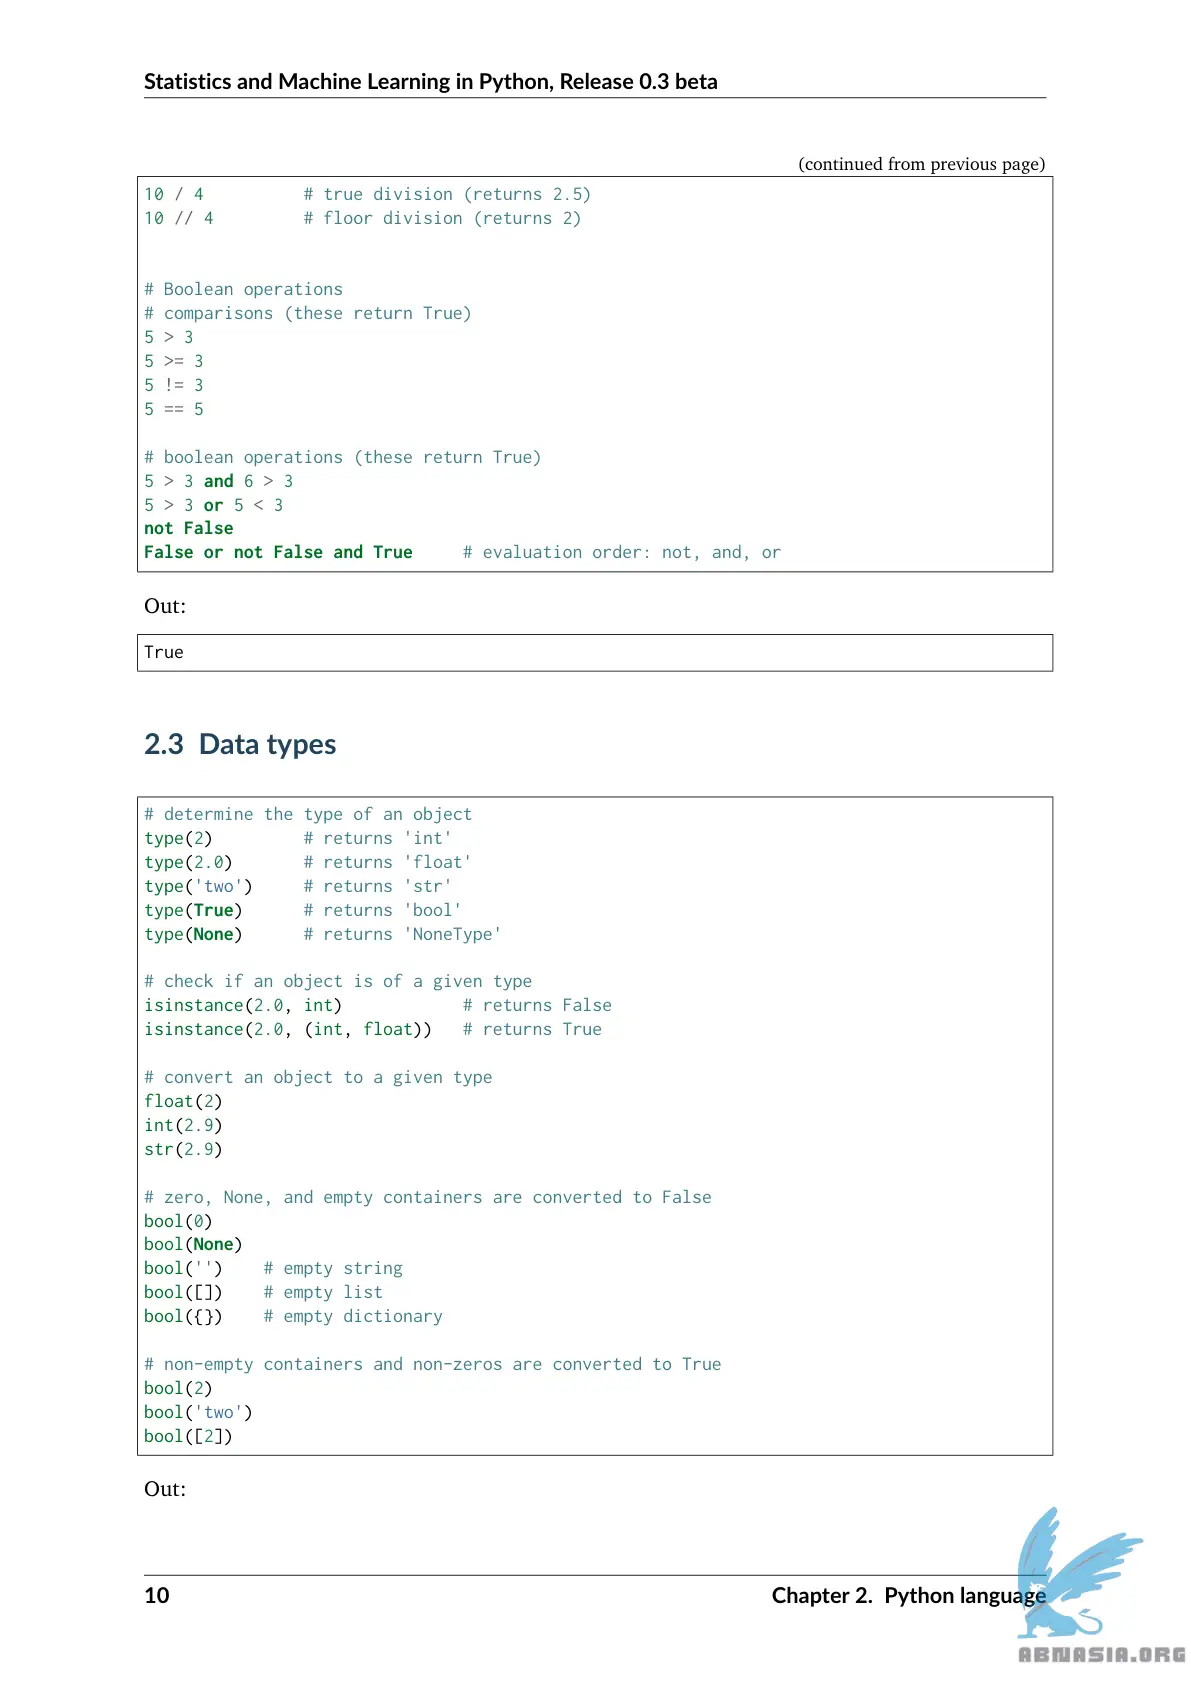 Statistics and Machine Learning in Python, Release 0.3 beta
(continued from previous page)
10 / 4          # true division (returns 2.5)
10 // 4         # floor division (returns 2)
# Boolean operations
# comparisons (these return True)
5 > 3
5 >= 3
5 != 3
5 == 5
# boolean operations (these return True)
5 > 3 and 6 > 3
5 > 3 or 5 < 3
not False
False or not False and True     # evaluation order: not, and, or
Out:
True
2.3 Data types
# determine the type of an object
type(2)         # returns 'int'
type(2.0)       # returns 'float'
type('two')     # returns 'str'
type(True)      # returns 'bool'
type(None)      # returns 'NoneType'
# check if an object is of a given type
isinstance(2.0, int)            # returns False
isinstance(2.0, (int, float))   # returns True
# convert an object to a given type
float(2)
int(2.9)
str(2.9)
# zero, None, and empty containers are converted to False
bool(0)
bool(None)
bool('')    # empty string
bool([])    # empty list
bool({})    # empty dictionary
# non-empty containers and non-zeros are converted to True
bool(2)
bool('two')
bool([2])
Out:
10 Chapter 2. Python language
ABNASIA.ORG